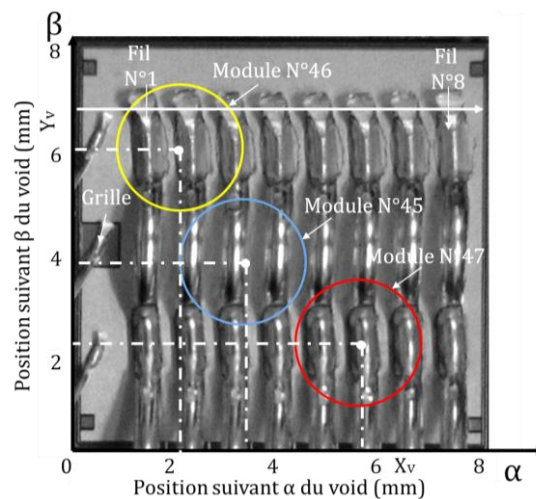 β
8
Fil
N°1
Module N°46
Fil
N°8
Position suivant β du void (mm)
Yᵥ
6
Grille
Module N°45
4
Module N°47
2
0
2
4
6
Xᵥ
8
α
Position suivant α du void (mm)